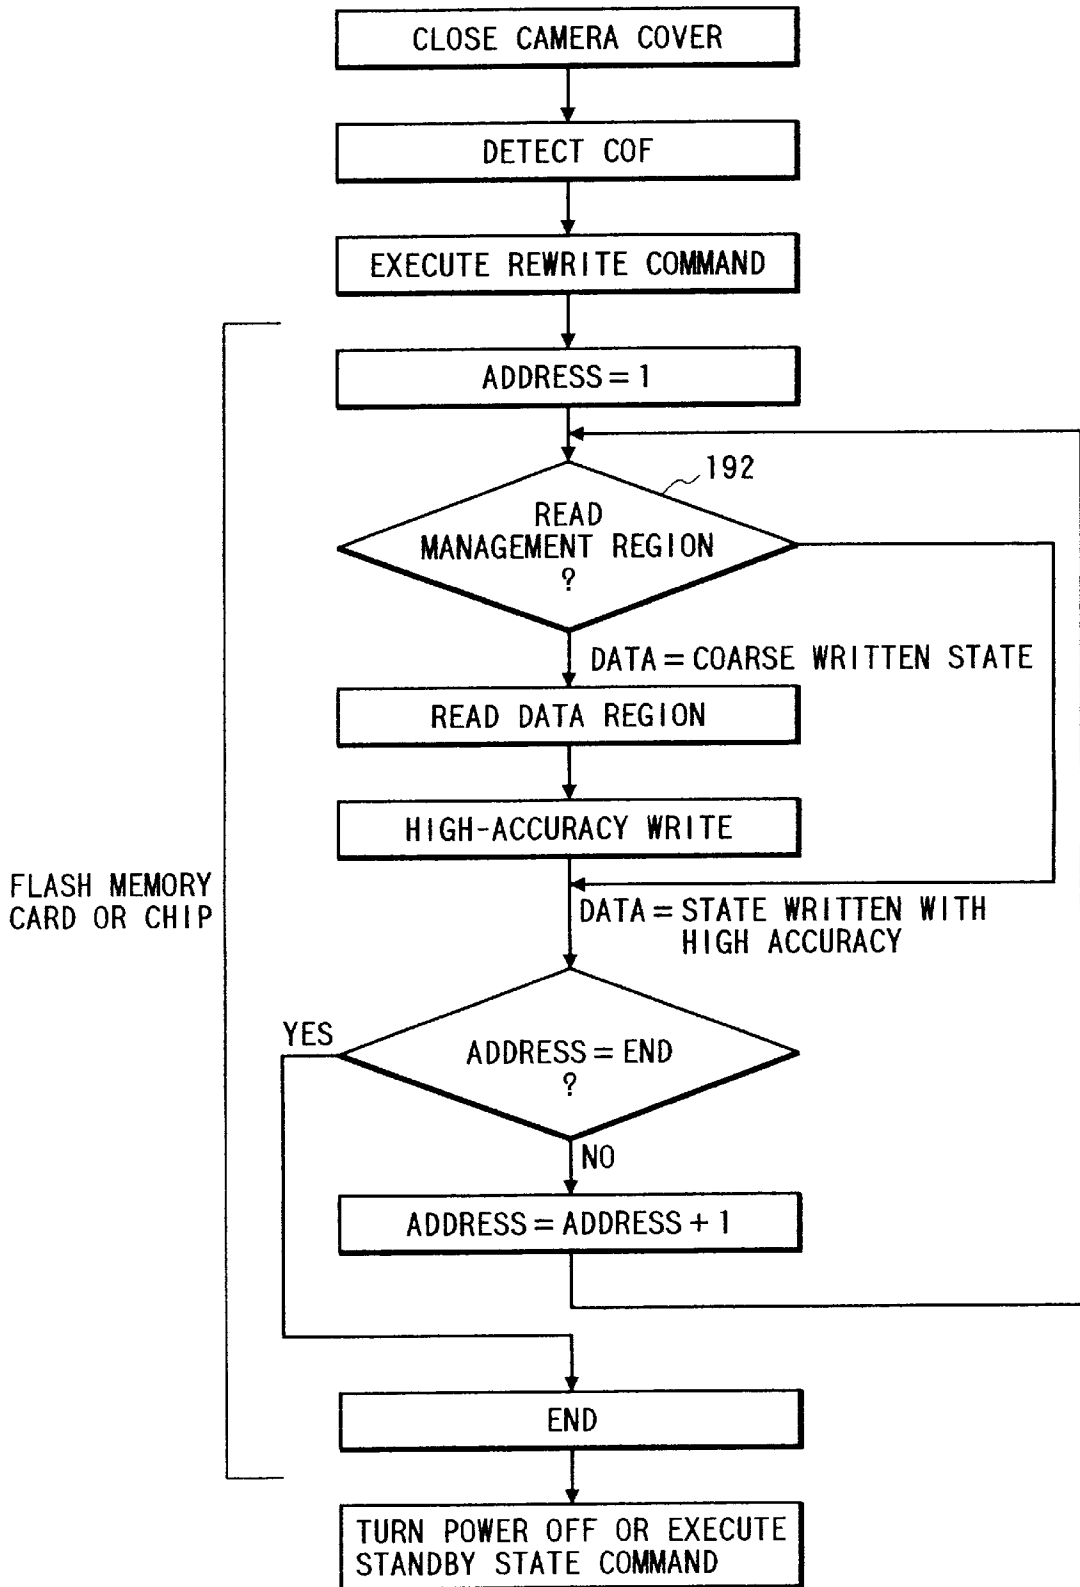 CLOSE CAMERA COVER
DETECT COF
EXECUTE REWRITE COMMAND
ADDRESS = 1
192
READ
MANAGEMENT REGION
?
DATA = COARSE WRITTEN STATE
READ DATA REGION
HIGH-ACCURACY WRITE
FLASH MEMORY
CARD OR CHIP
DATA = STATE WRITTEN WITH
HIGH ACCURACY
YES
ADDRESS = END
?
NO
ADDRESS = ADDRESS + 1
END
TURN POWER OFF OR EXECUTE
STANDBY STATE COMMAND